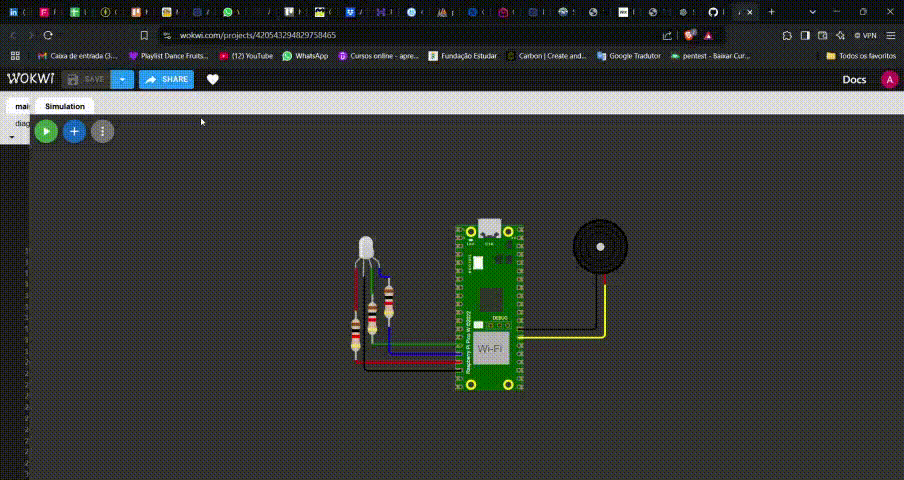 wokwi.com/projects/420543294829758465
VPN
Caixa de entrada (3...
Playlist Dance Fruits...
(12) YouTube
WhatsApp
Cursos online - apre...
Fundação Estudar
Carbon | Create and...
Google Tradutor
pentest - Baixar Cur...
Todos os favoritos
WOKWI
SAVE
SHARE
Docs
A
mai
Simulation
diag
DEBUG
Wi-Fi
Raspberry Pi Pico W ©2022